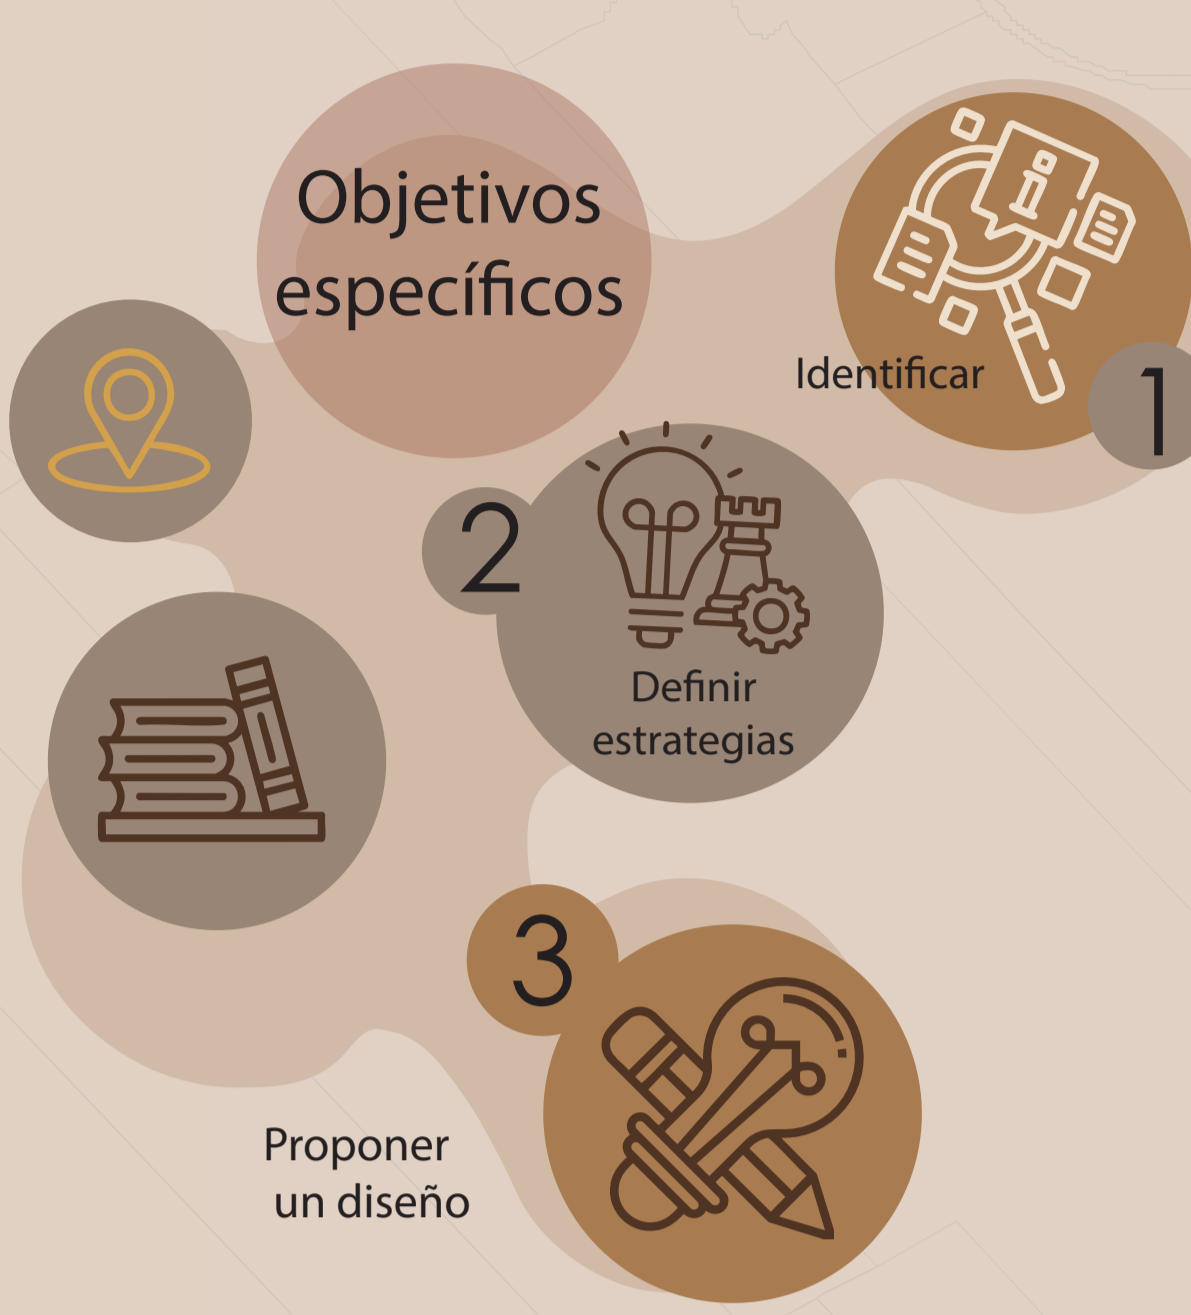 Objetivos
específicos
Identificar
1
2
Definir
estrategias
3
Proponer
un diseño